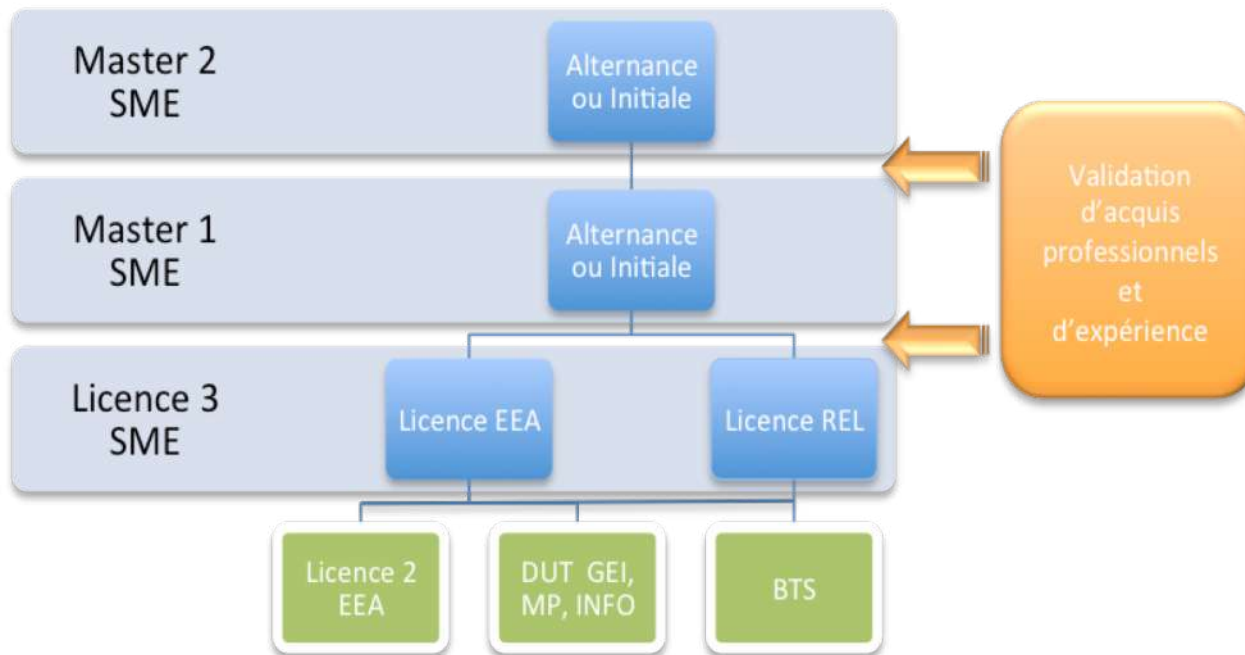 Master 2
SME
Alternance
ou Initiale
Master 1
SME
Alternance
ou Initiale
Validation
d’acquis
professionnels
et
d’expérience
Licence 3
SME
Licence EEA
Licence REL
Licence 2
EEA
DUT GEI,
MP, INFO
BTS